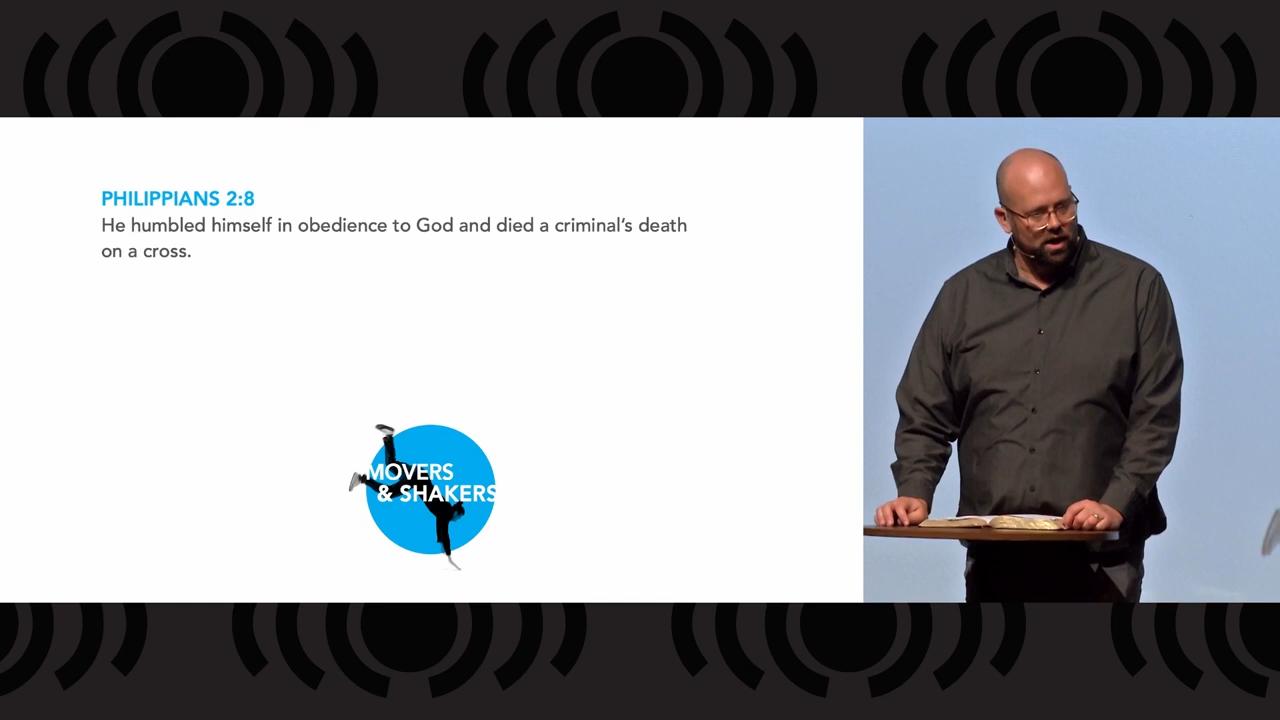 PHILIPPIANS 2:8
He humbled himself in obedience to God and died a criminal’s death
on a cross.
MOVERS
& SHAKERS